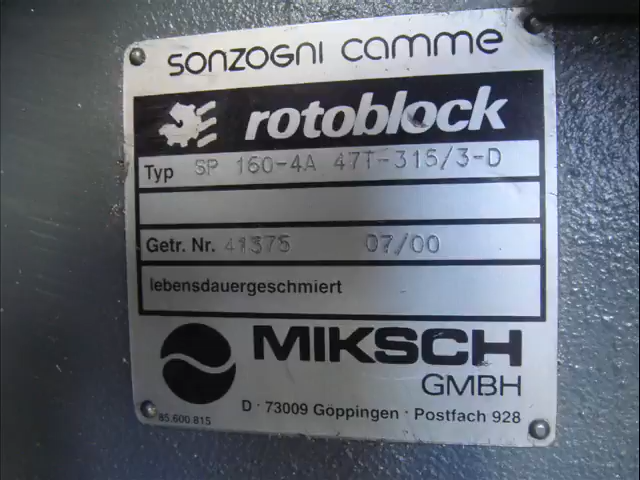 sonzogni camme
rotoblock
Typ SP 160-4A 47T-315/3-D
Getr. Nr. 41375 07/00
lebensdauergeschmiert
MIKSCH
GMBH
D · 73009 Göppingen · Postfach 928
85.600.815